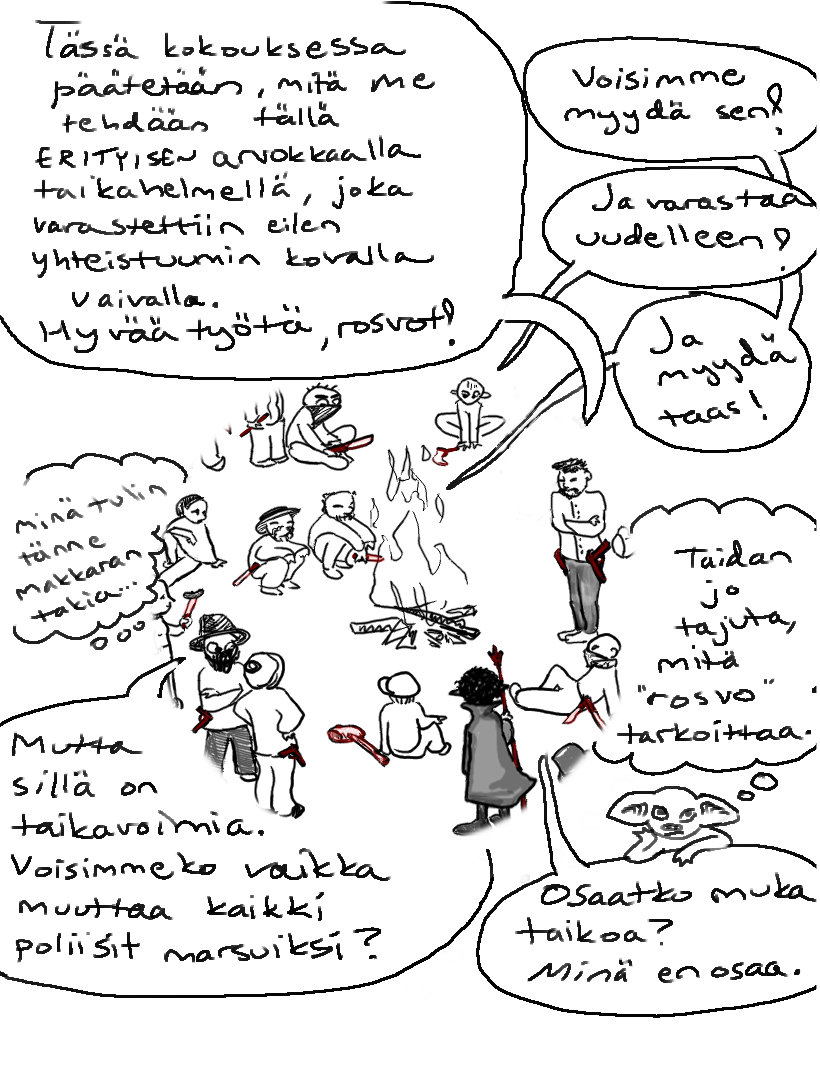 Tässä kokouksessa
päätetään, mitä me
tehdään tällä
ERITYISEN arvokkaalla
taikahelmellä, joka
varastettiin eilen
yhteistuumin kovalla
vaivalla.
Hyvää työtä, rosvot!
Voisimme
myydä sen!
Ja varastaa
uudelleen!
Ja
myydä
taas!
minä tulin
tänne
makkaran
takia...
Taidan
jo
tajuta,
mitä
"rosvo"
tarkoittaa.
Mutta
sillä on
taikavoimia.
Voisimmeko vaikka
muuttaa kaikki
poliisit marsuiksi?
Osaatko muka
taikoa?
Minä en osaa.